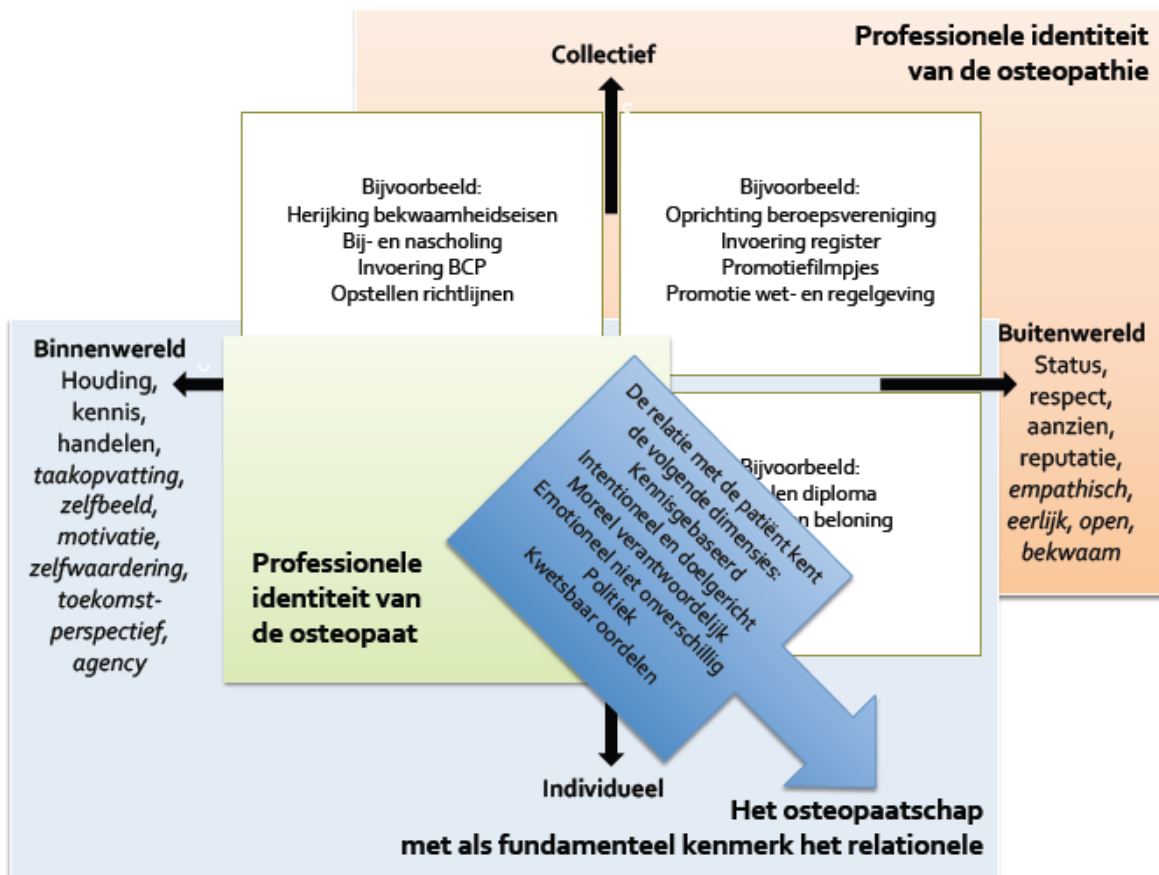 Professionele identiteit
van de osteopathie
Collectief
Bijvoorbeeld:
Herijking bekwaamheidseisen
Bij- en nascholing
Invoering BCP
Opstellen richtlijnen
Bijvoorbeeld:
Oprichting beroepsvereniging
Invoering register
Promotiefilmpjes
Promotie wet- en regelgeving
Binnenwereld
Houding,
kennis,
handelen,
taakopvatting,
zelfbeeld,
motivatie,
zelfwaardering,
toekomst-
perspectief,
agency
Buitenwereld
Status,
respect,
aanzien,
reputatie,
empathisch,
eerlijk, open,
bekwaam
Professionele
identiteit van
de osteopaat
De relatie met de patiënt kent
de volgende dimensjes:
Kennisgebaseerd
Intentioneel en doelgericht
Moreel verantwoordelijk
Emotioneel niet onverschillig
Politiek
Kwetsbaar oordelen
Bijvoorbeeld:
diploma
beloning
Individueel
Het osteopaatschap
met als fundamenteel kenmerk het relationele